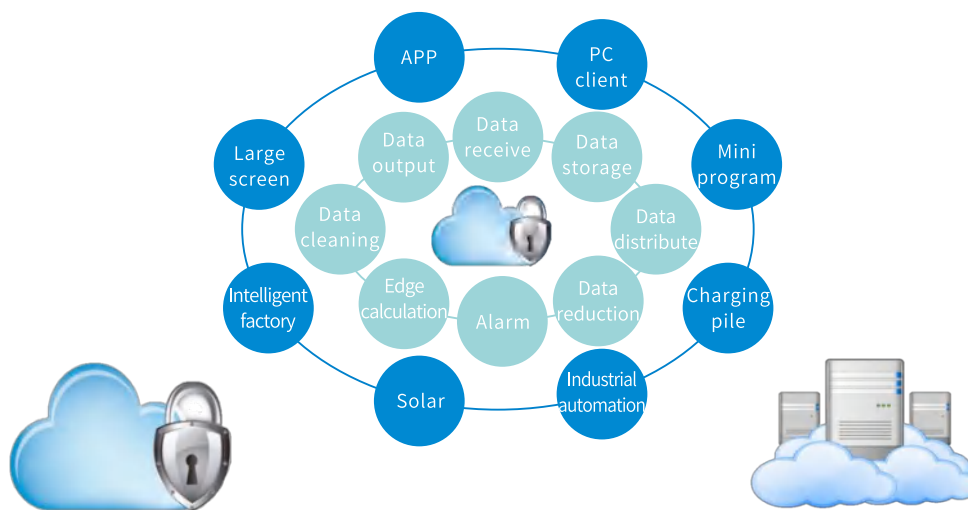 APP
PC
client
Data
receive
Data
output
Data
storage
Large
screen
Mini
program
Data
cleaning
Data
distribute
Edge
calculation
Data
reduction
Intelligent
factory
Charging
pile
Alarm
Solar
Industrial
automation